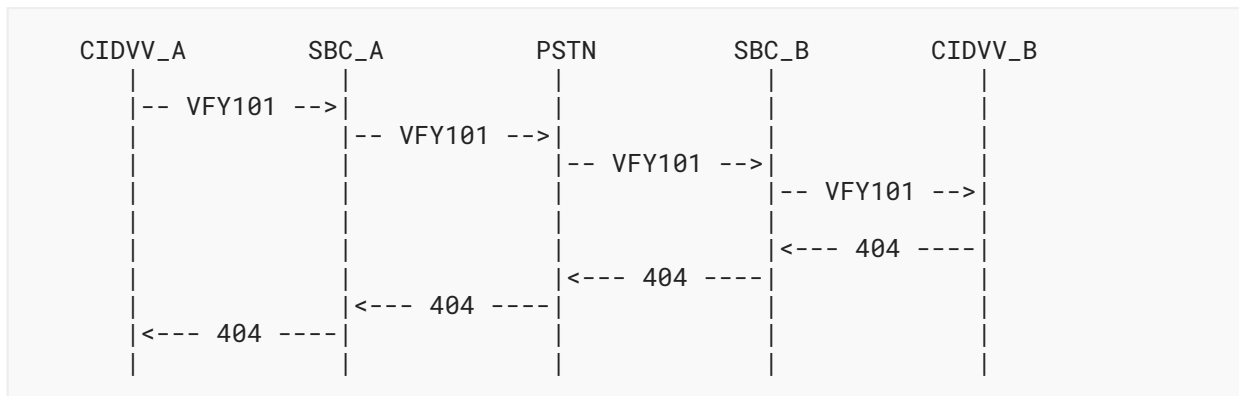 CIDVV_A SBC_A PSTN SBC_B CIDVV_B
| | | | |
|-- VFY101 -->| | | |
| |-- VFY101 -->| | |
| | |-- VFY101 -->| |
| | | |-- VFY101 -->|
| | | | |
| | | |<--- 404 ----|
| | |<--- 404 ----| |
| |<--- 404 ----| | |
|<--- 404 ----| | | |
| | | | |